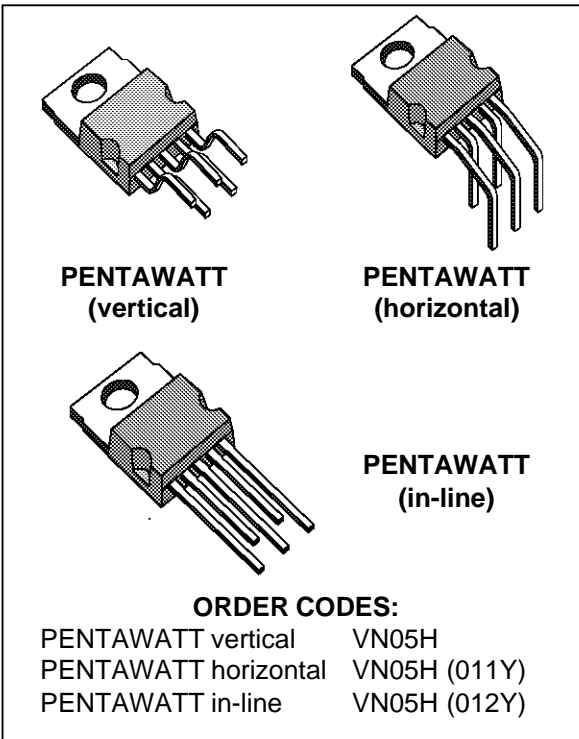 PENTAWATT
(vertical)
PENTAWATT
(horizontal)
PENTAWATT
(in-line)
ORDER CODES:
PENTAWATT vertical VN05H
PENTAWATT horizontal VN05H (011Y)
PENTAWATT in-line VN05H (012Y)